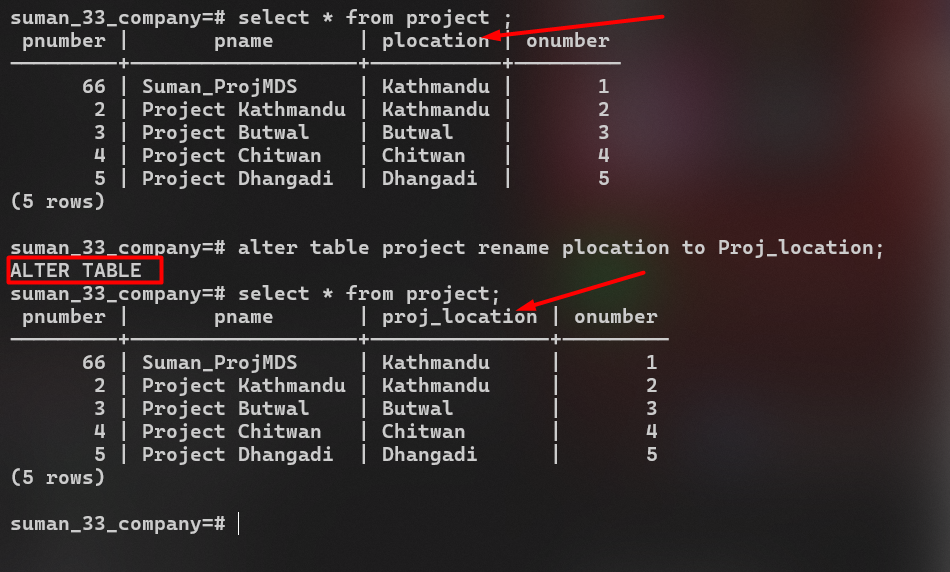 suman_33_company=# select * from project ;
 pnumber |       pname       | plocation | onumber
---------+-------------------+-----------+---------
      66 | Suman_ProjMDS     | Kathmandu |       1
       2 | Project Kathmandu | Kathmandu |       2
       3 | Project Butwal    | Butwal    |       3
       4 | Project Chitwan   | Chitwan   |       4
       5 | Project Dhangadi  | Dhangadi  |       5
(5 rows)

suman_33_company=# alter table project rename plocation to Proj_location;
ALTER TABLE
suman_33_company=# select * from project;
 pnumber |       pname       | proj_location | onumber
---------+-------------------+---------------+---------
      66 | Suman_ProjMDS     | Kathmandu     |       1
       2 | Project Kathmandu | Kathmandu     |       2
       3 | Project Butwal    | Butwal        |       3
       4 | Project Chitwan   | Chitwan       |       4
       5 | Project Dhangadi  | Dhangadi      |       5
(5 rows)

suman_33_company=#